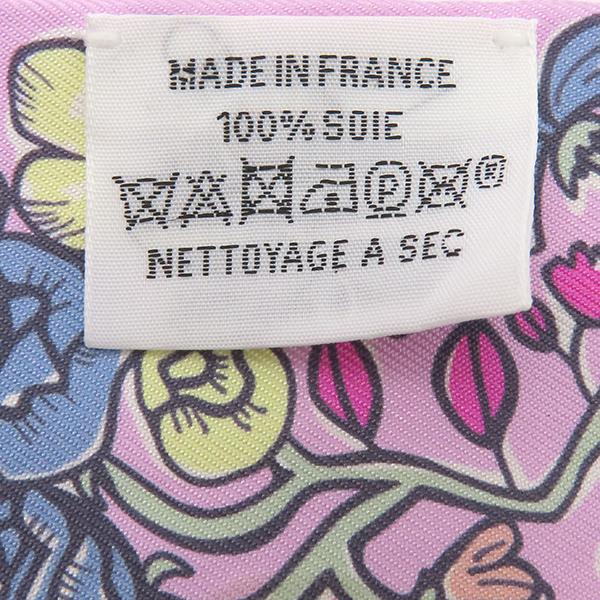 MADE IN FRANCE
100% SOIE
P ®
NETTOYAGE A SEC